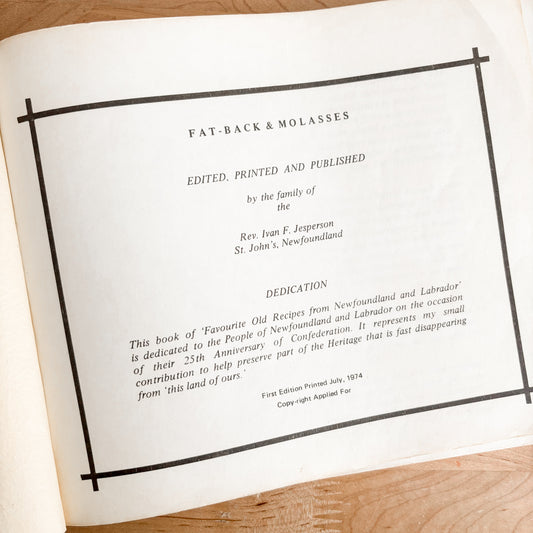 FAT-BACK & MOLASSES
EDITED, PRINTED AND PUBLISHED
by the family of
the
Rev. Ivan F. Jesperson
St. John's, Newfoundland
DEDICATION
This book of 'Favourite Old Recipes from Newfoundland and Labrador'
is dedicated to the People of Newfoundland and Labrador on the occasion
of their 25th Anniversary of Confederation. It represents my small
contribution to help preserve part of the Heritage that is fast disappearing
from 'this land of ours.'
First Edition Printed July, 1974
Copy-right Applied For